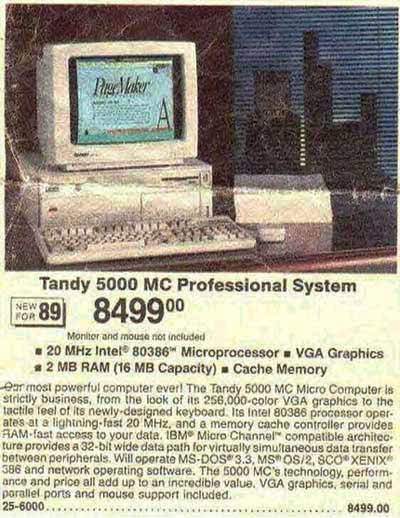 PageMaker
A
Tandy 5000 MC Professional System
NEW FOR 89
8499⁰⁰
Monitor and mouse not included
■ 20 MHz Intel® 80386™ Microprocessor ■ VGA Graphics
■ 2 MB RAM (16 MB Capacity) ■ Cache Memory
Our most powerful computer ever! The Tandy 5000 MC Micro Computer is
strictly business, from the look of its 256,000-color VGA graphics to the
tactile feel of its newly-designed keyboard. Its Intel 80386 processor oper-
ates at a lightning-fast 20 MHz, and a memory cache controller provides
RAM-fast access to your data. IBM® Micro Channel™ compatible architec-
ture provides a 32-bit wide data path for virtually simultaneous data transfer
between peripherals. Will operate MS-DOS® 3.3, MS® OS/2, SCO® XENIX®
386 and network operating software. The 5000 MC's technology, perform-
ance and price all add up to an incredible value. VGA graphics, serial and
parallel ports and mouse support included.
25-6000 .................................... 8499.00